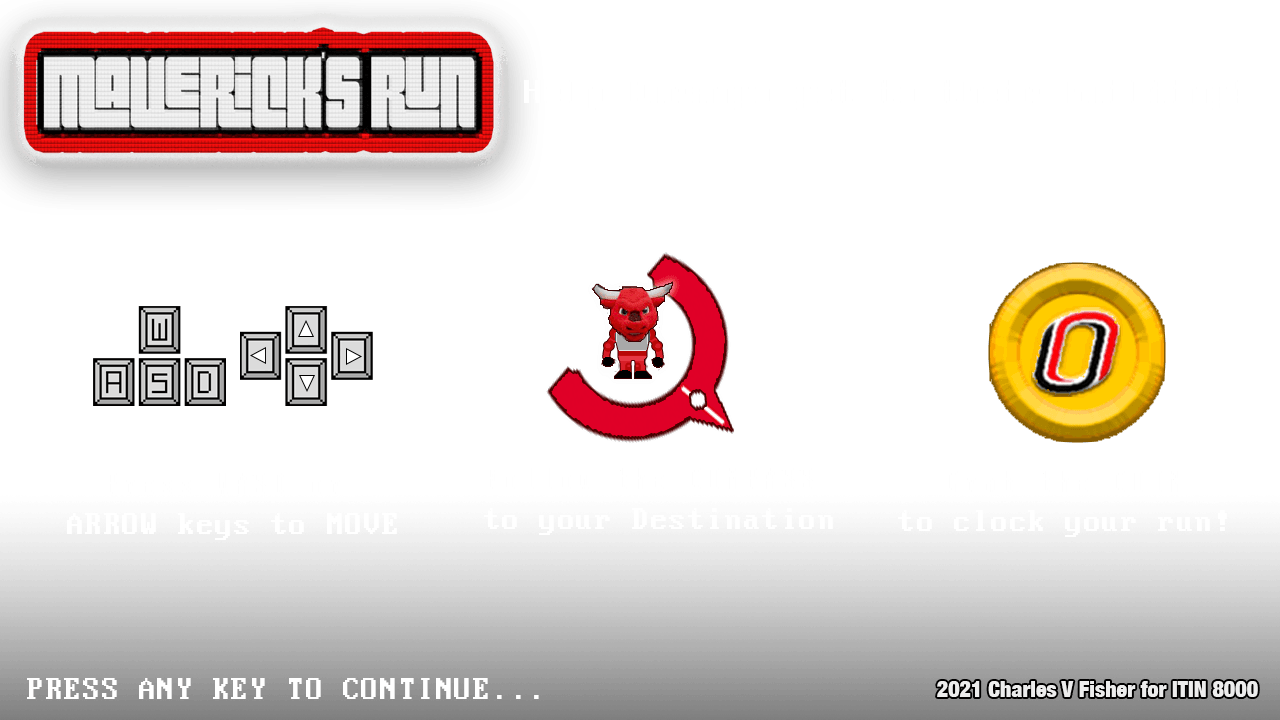 MAVERICK'S RUN
H
W
A S D
O
ARROW keys to MOVE
to your Destination
to clock your run!
PRESS ANY KEY TO CONTINUE...
2021 Charles V Fisher for ITIN 8000